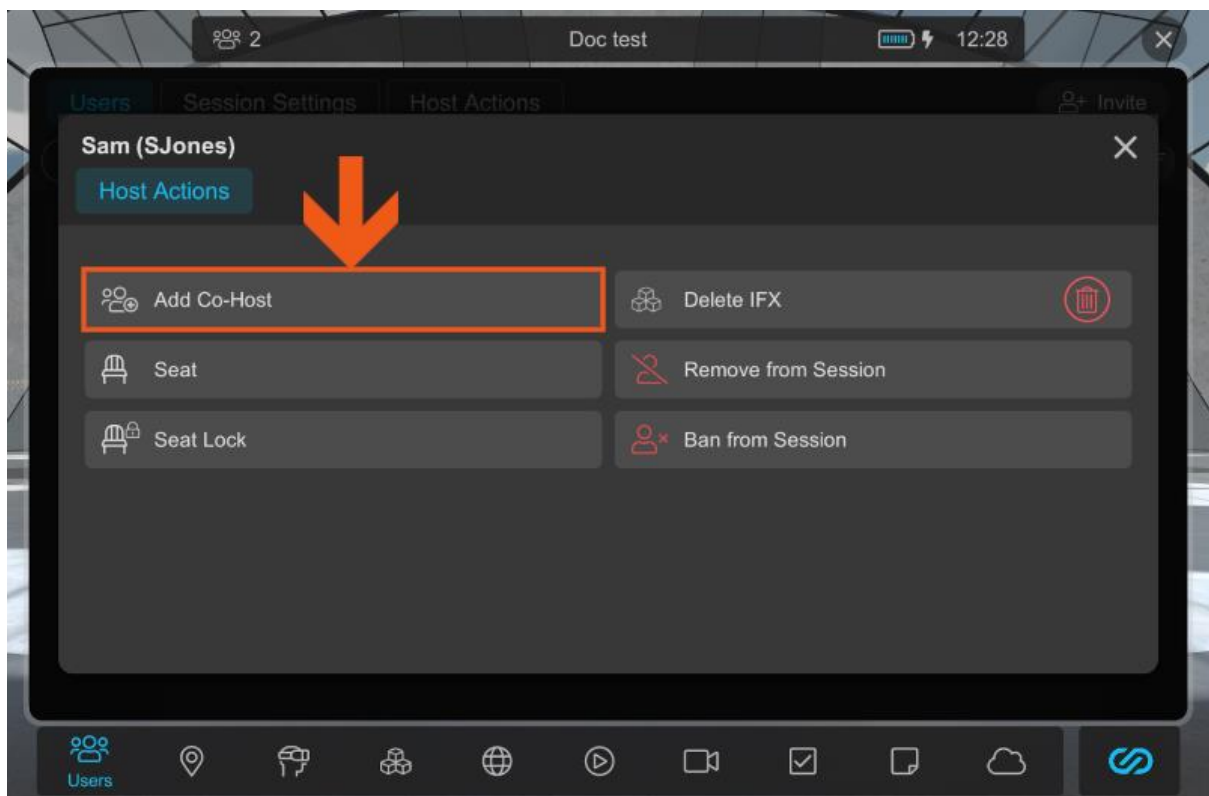 2 Doc test 12:28
Users Session Settings Host Actions Invite
Sam (SJones)
Host Actions
Add Co-Host Delete IFX
Seat Remove from Session
Seat Lock Ban from Session
Users